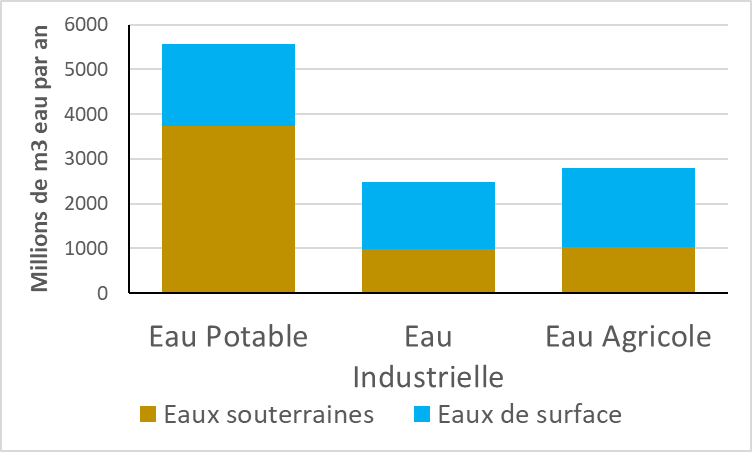 Millions de m3 eau par an
6000
5000
4000
3000
2000
1000
0
Eau Potable
Eau
Industrielle
Eau Agricole
Eaux souterraines
Eaux de surface